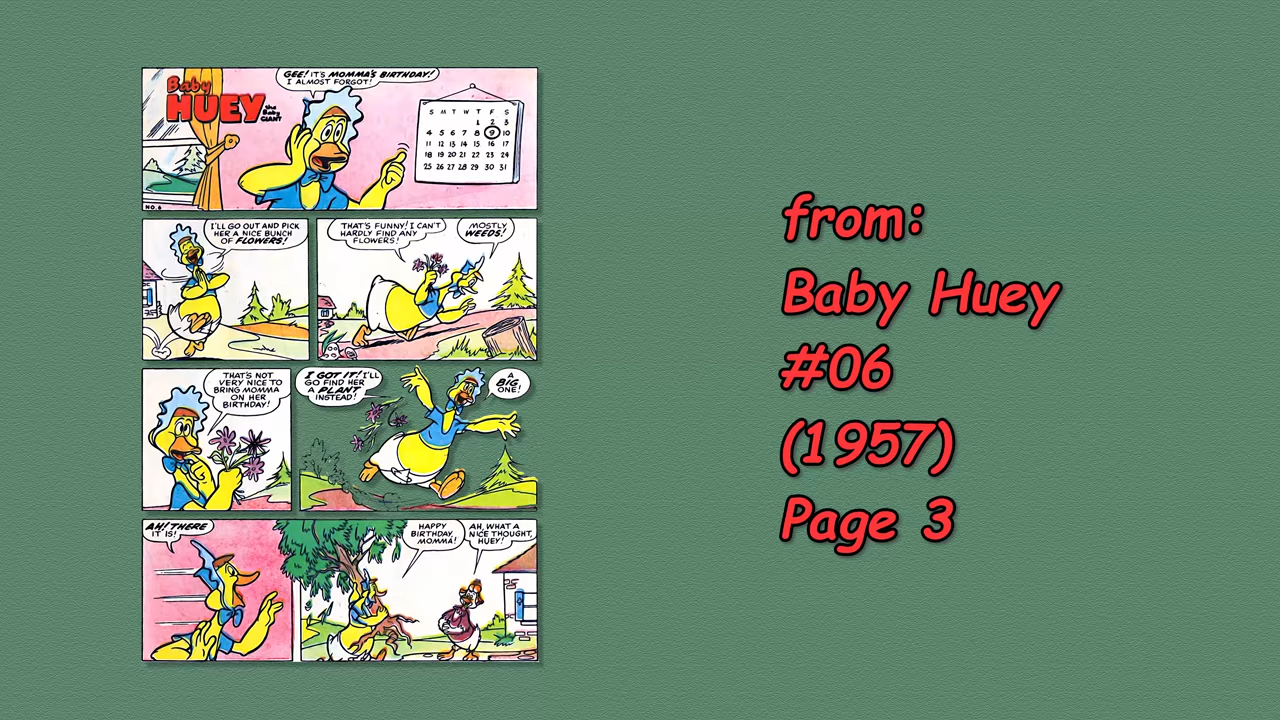 GEE! IT'S MOMMA'S BIRTHDAY!
I ALMOST FORGOT!
Baby
HUEY
the
Baby
GIANT
S M T W T F S
1 2 3
4 5 6 7 8 9 10
11 12 13 14 15 16 17
18 19 20 21 22 23 24
25 26 27 28 29 30 31
NO. 6
I'LL GO OUT AND PICK
HER A NICE BUNCH
OF FLOWERS!
THAT'S FUNNY! I CAN'T
HARDLY FIND ANY
FLOWERS!
MOSTLY
WEEDS!
THAT'S NOT
VERY NICE TO
BRING MOMMA
ON HER
BIRTHDAY!
I GOT IT! I'LL
GO FIND HER
A PLANT
INSTEAD!
A
BIG
ONE!
AH! THERE
IT IS!
HAPPY
BIRTHDAY,
MOMMA!
AH, WHAT A
NICE THOUGHT,
HUEY!
from:
Baby Huey
#06
(1957)
Page 3